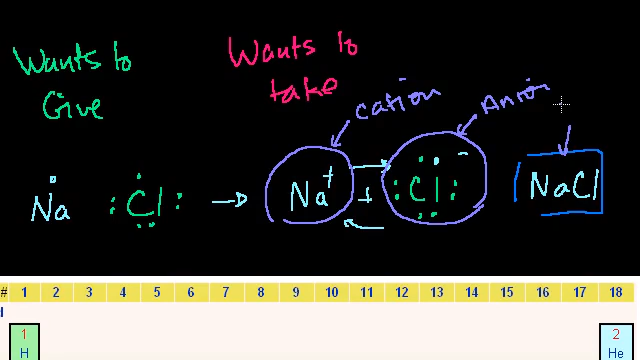 Wants to
Give
Wants to
take
cation
Anion
Na Cl → Na+ + Cl− NaCl
# 1 2 3 4 5 6 7 8 9 10 11 12 13 14 15 16 17 18
1
H
2
He